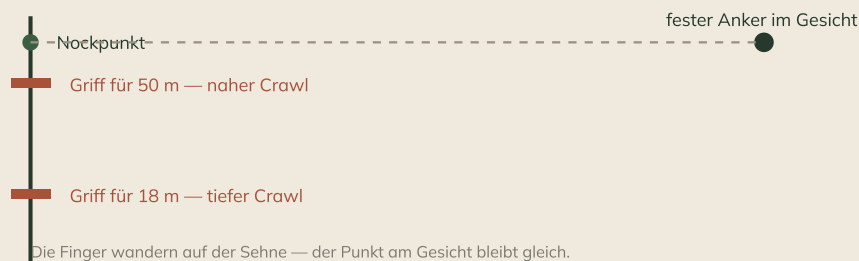 fester Anker im Gesicht
Nockpunkt
Griff für 50 m — naher Crawl
Griff für 18 m — tiefer Crawl
Die Finger wandern auf der Sehne — der Punkt am Gesicht bleibt gleich.